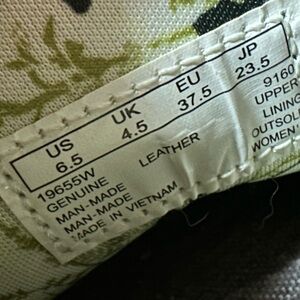 US UK EU JP
6.5 4.5 37.5 23.5
19655W 9160
GENUINE LEATHER UPPER
MAN-MADE LINING
MAN-MADE OUTSOL
MADE IN VIETNAM WOMEN